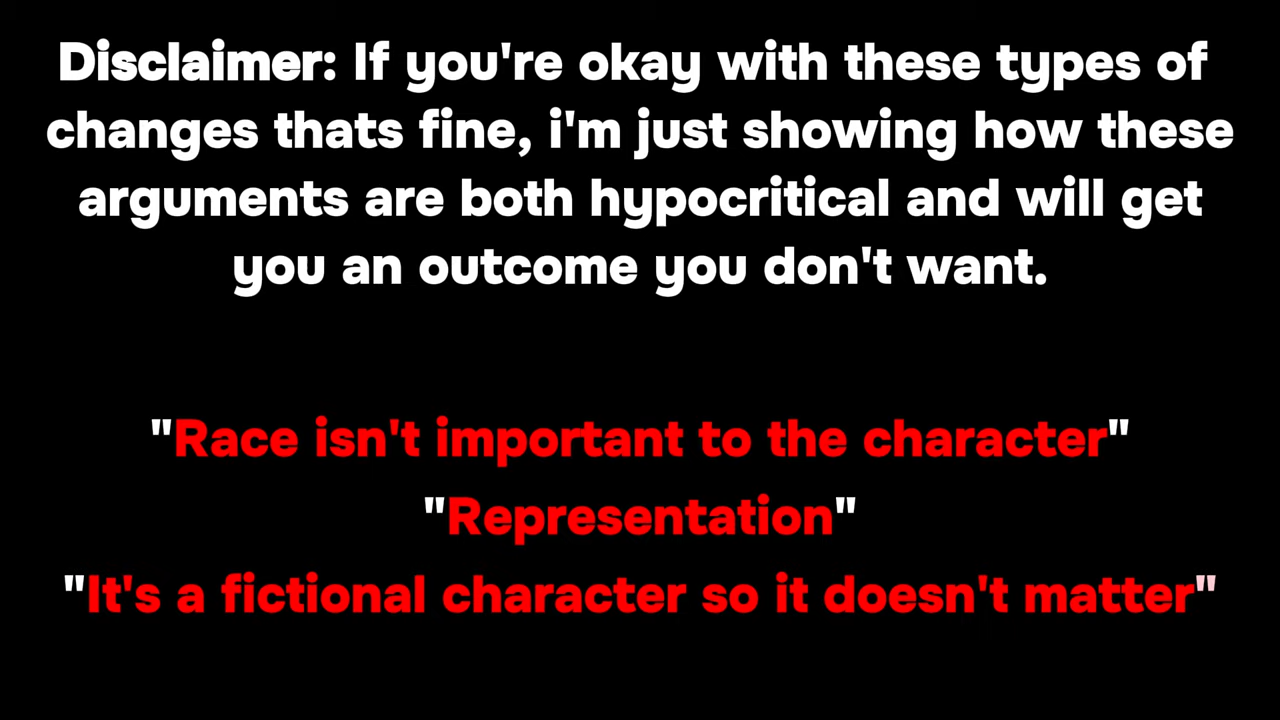 Disclaimer: If you're okay with these types of
changes thats fine, i'm just showing how these
arguments are both hypocritical and will get
you an outcome you don't want.
"Race isn't important to the character"
"Representation"
"It's a fictional character so it doesn't matter"